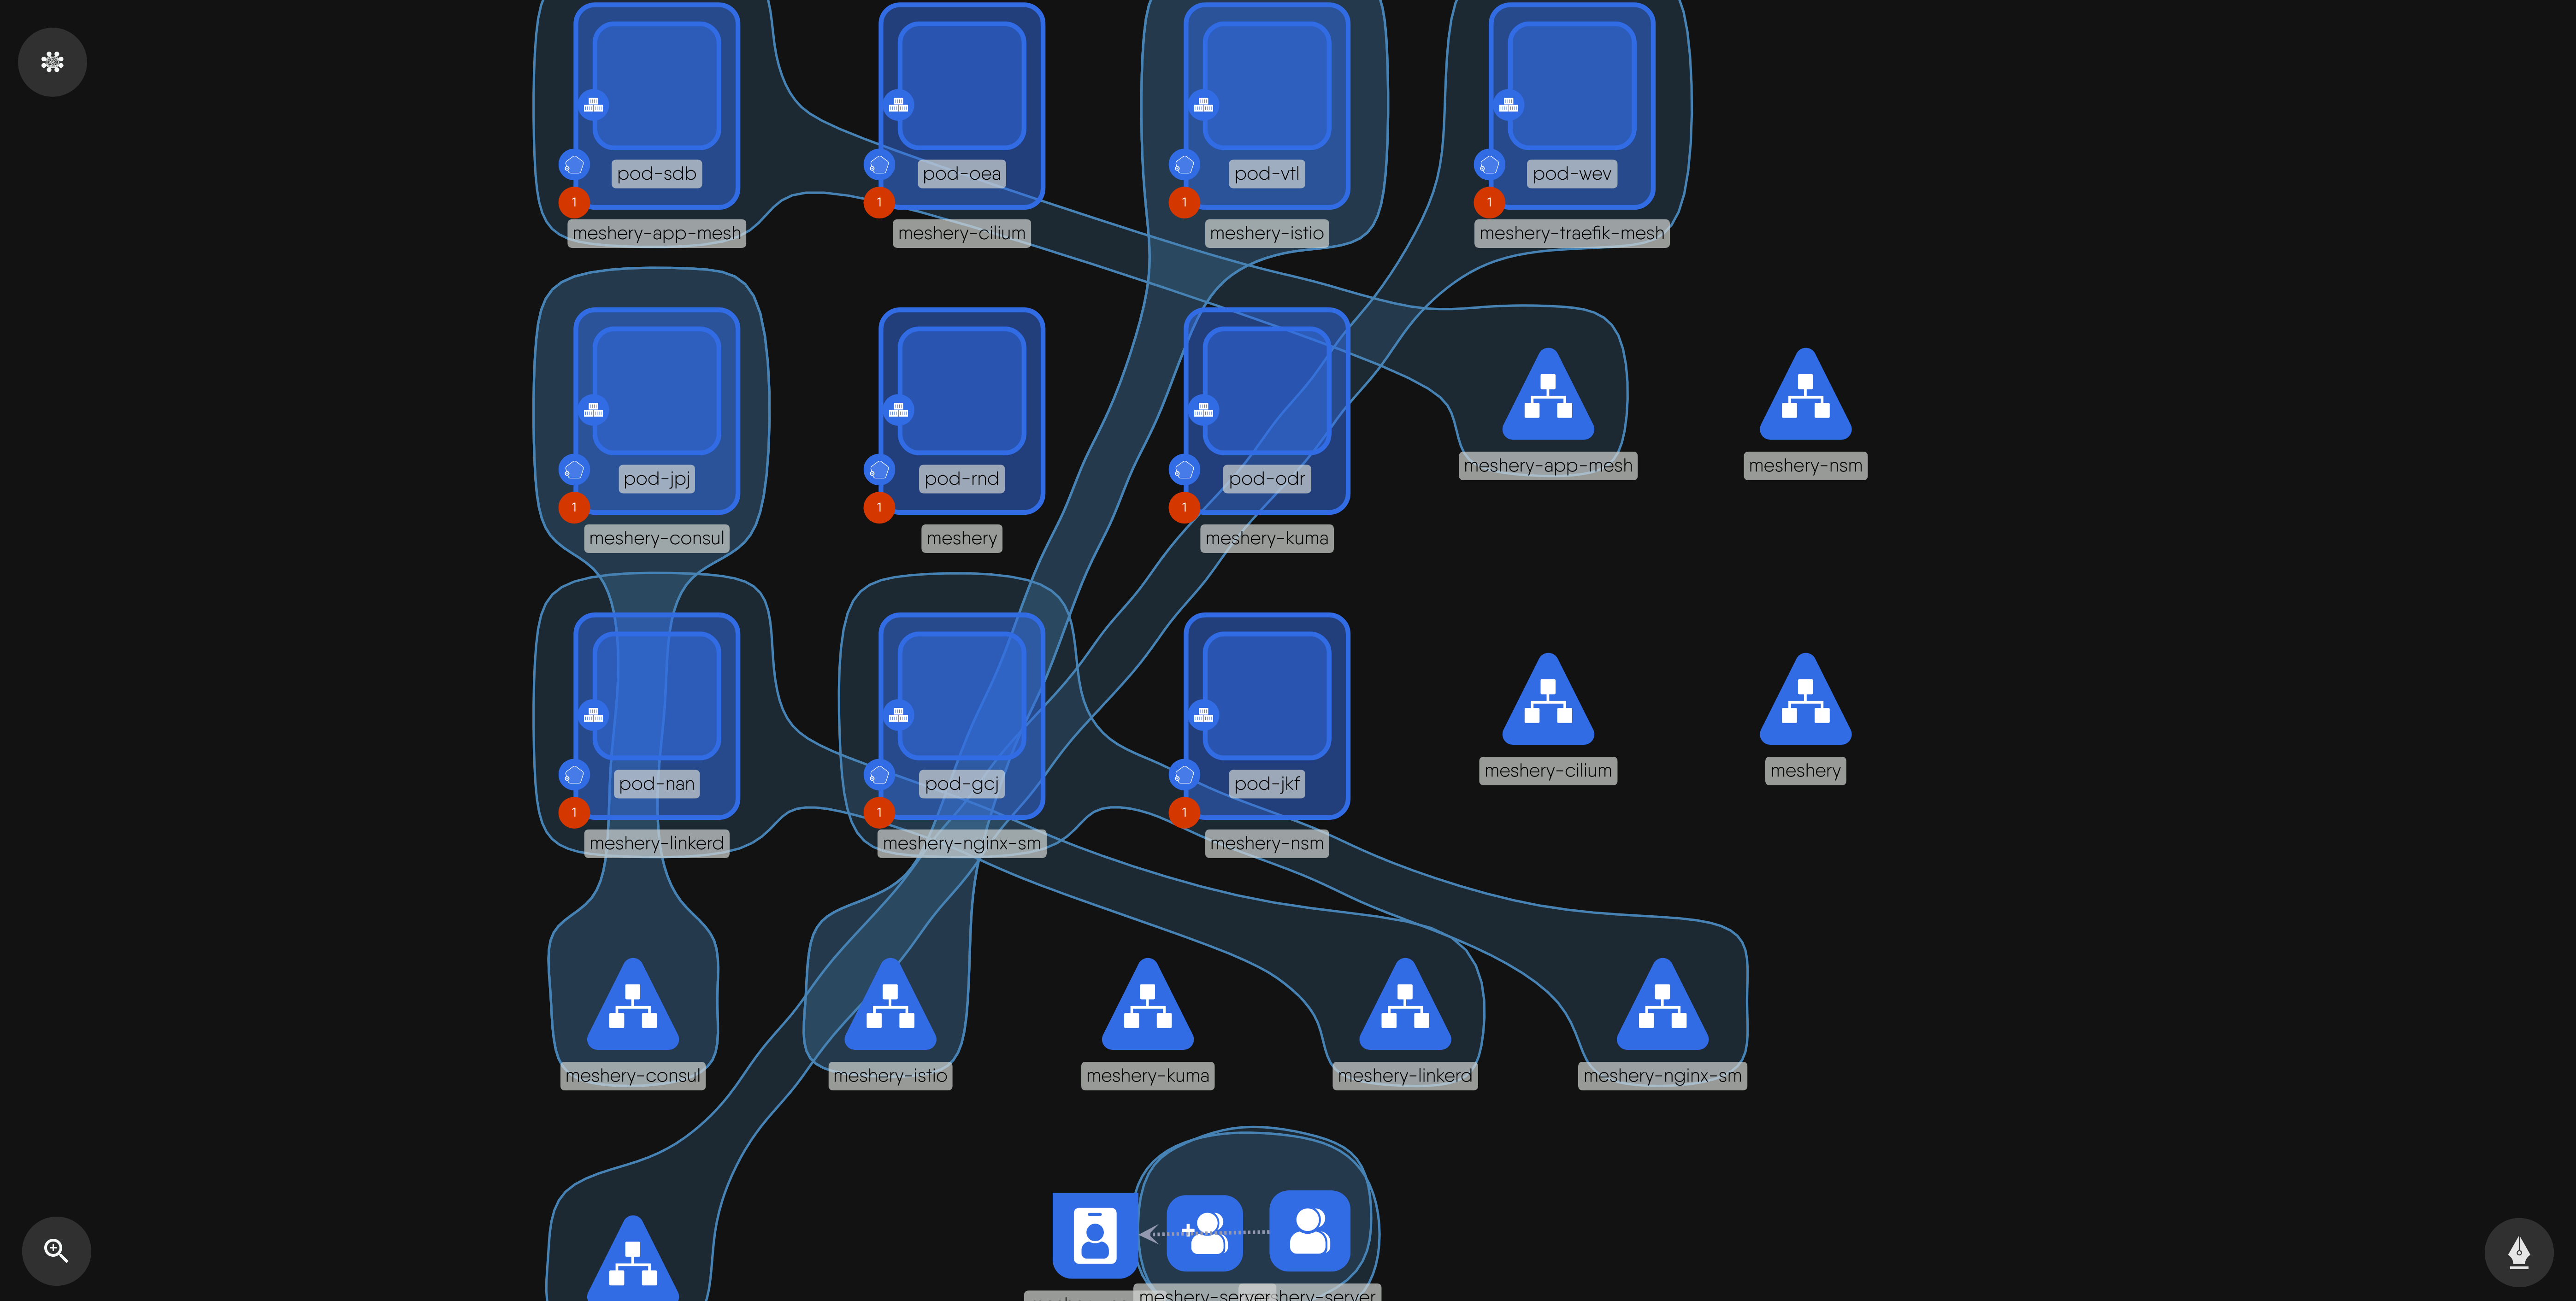 pod-sdb
pod-oea
pod-vtl
pod-wev
1
1
1
1
meshery-app-mesh
meshery-cilium
meshery-istio
meshery-traefik-mesh
pod-jpj
pod-rnd
pod-odr
meshery-app-mesh
meshery-nsm
1
1
1
meshery-consul
meshery
meshery-kuma
pod-nan
pod-gcj
pod-jkf
meshery-cilium
meshery
1
1
1
meshery-linkerd
meshery-nginx-sm
meshery-nsm
meshery-consul
meshery-istio
meshery-kuma
meshery-linkerd
meshery-nginx-sm
meshery-server
hery-server